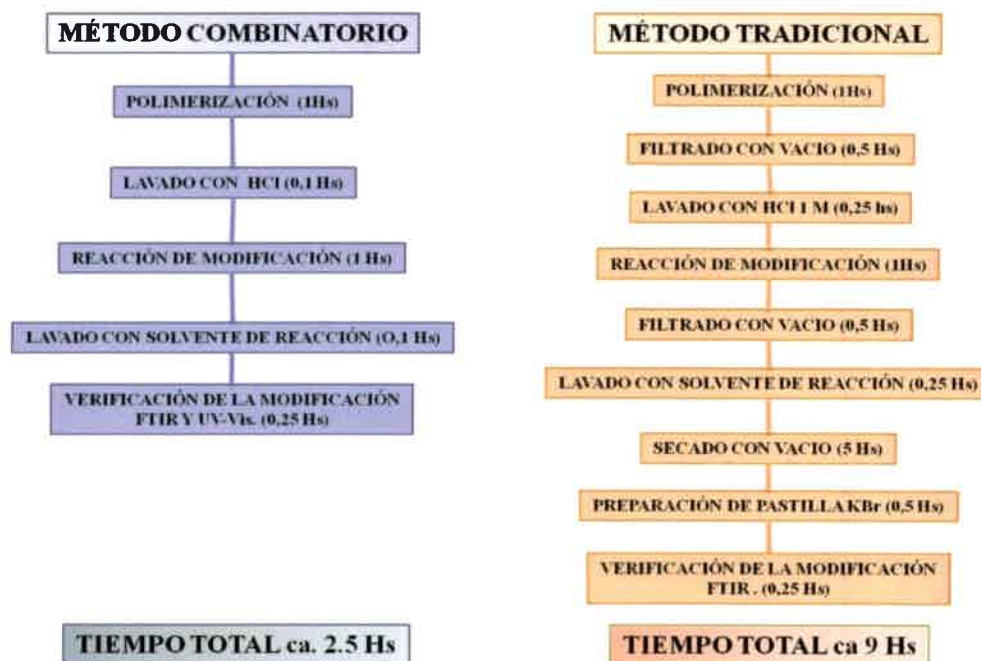 MÉTODO COMBINATORIO
POLIMERIZACIÓN (1Hs)
LAVADO CON HCl (0,1 Hs)
REACCIÓN DE MODIFICACIÓN (1 Hs)
LAVADO CON SOLVENTE DE REACCIÓN (O,1 Hs)
VERIFICACIÓN DE LA MODIFICACIÓN
FTIR Y UV-Vis. (0,25 Hs)
TIEMPO TOTAL ca. 2.5 Hs
MÉTODO TRADICIONAL
POLIMERIZACIÓN (1Hs)
FILTRADO CON VACIO (0,5 Hs)
LAVADO CON HCl 1 M (0,25 hs)
REACCIÓN DE MODIFICACIÓN (1Hs)
FILTRADO CON VACIO (0,5 Hs)
LAVADO CON SOLVENTE DE REACCIÓN (0,25 Hs)
SECADO CON VACIO (5 Hs)
PREPARACIÓN DE PASTILLA KBr (0,5 Hs)
VERIFICACIÓN DE LA MODIFICACIÓN
FTIR . (0,25 Hs)
TIEMPO TOTAL ca 9 Hs